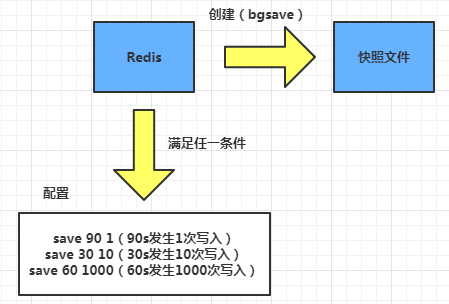 创建（bgsave）
Redis
快照文件
满足任一条件
配置
save 90 1（90s发生1次写入）
save 30 10（30s发生10次写入）
save 60 1000（60s发生1000次写入）